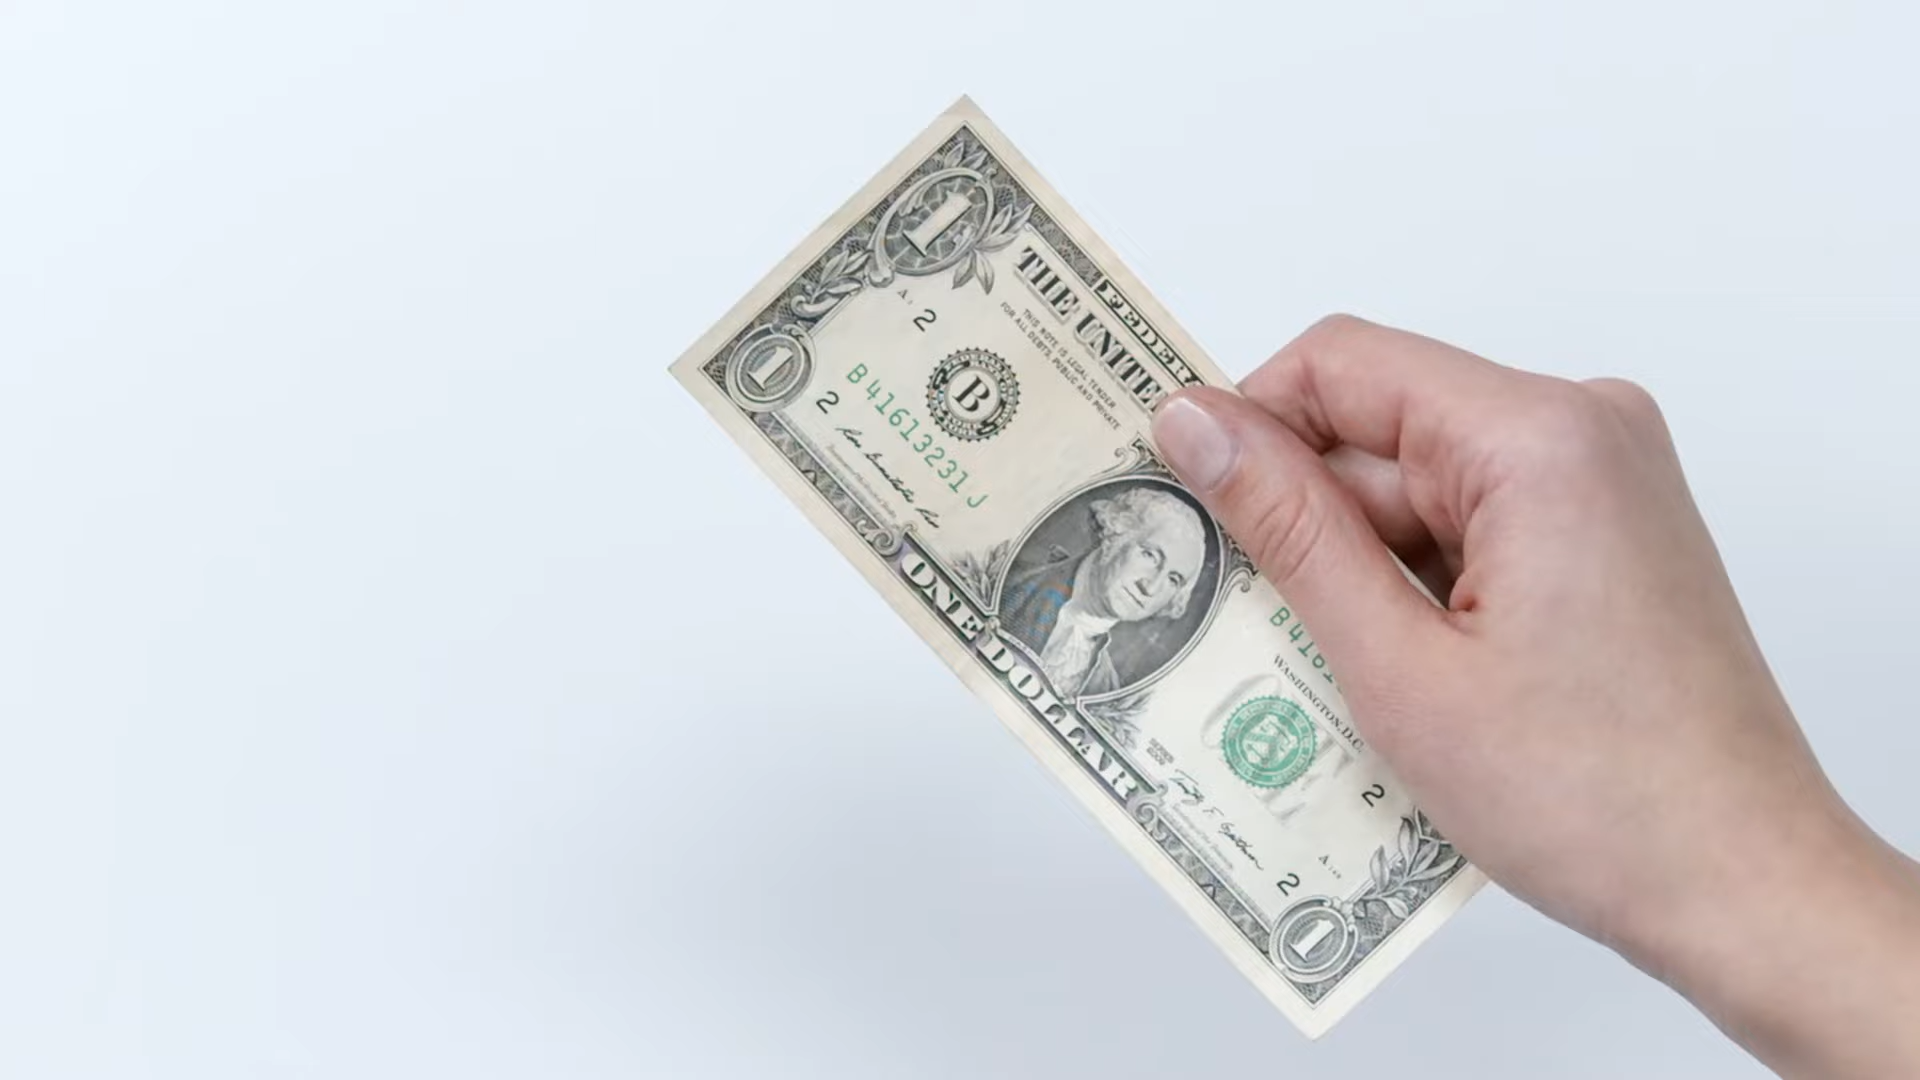 1
FEDER
THE UNITE
THIS NOTE IS LEGAL TENDER
FOR ALL DEBTS, PUBLIC AND PRIVATE
2
B
B 41613231 J
1
2
B 4161
WASHINGTON, D.C.
2
SERIES
2009
ONE DOLLAR
2
1